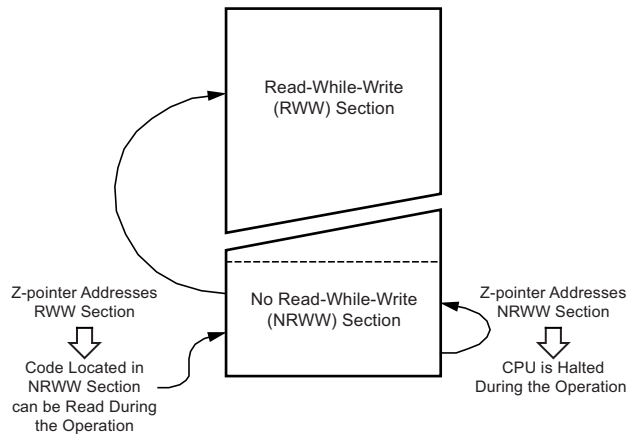 Read-While-Write
(RWW) Section
Z-pointer Addresses
RWW Section
Code Located in
NRWW Section
can be Read During
the Operation
No Read-While-Write
(NRWW) Section
Z-pointer Addresses
NRWW Section
CPU is Halted
During the Operation